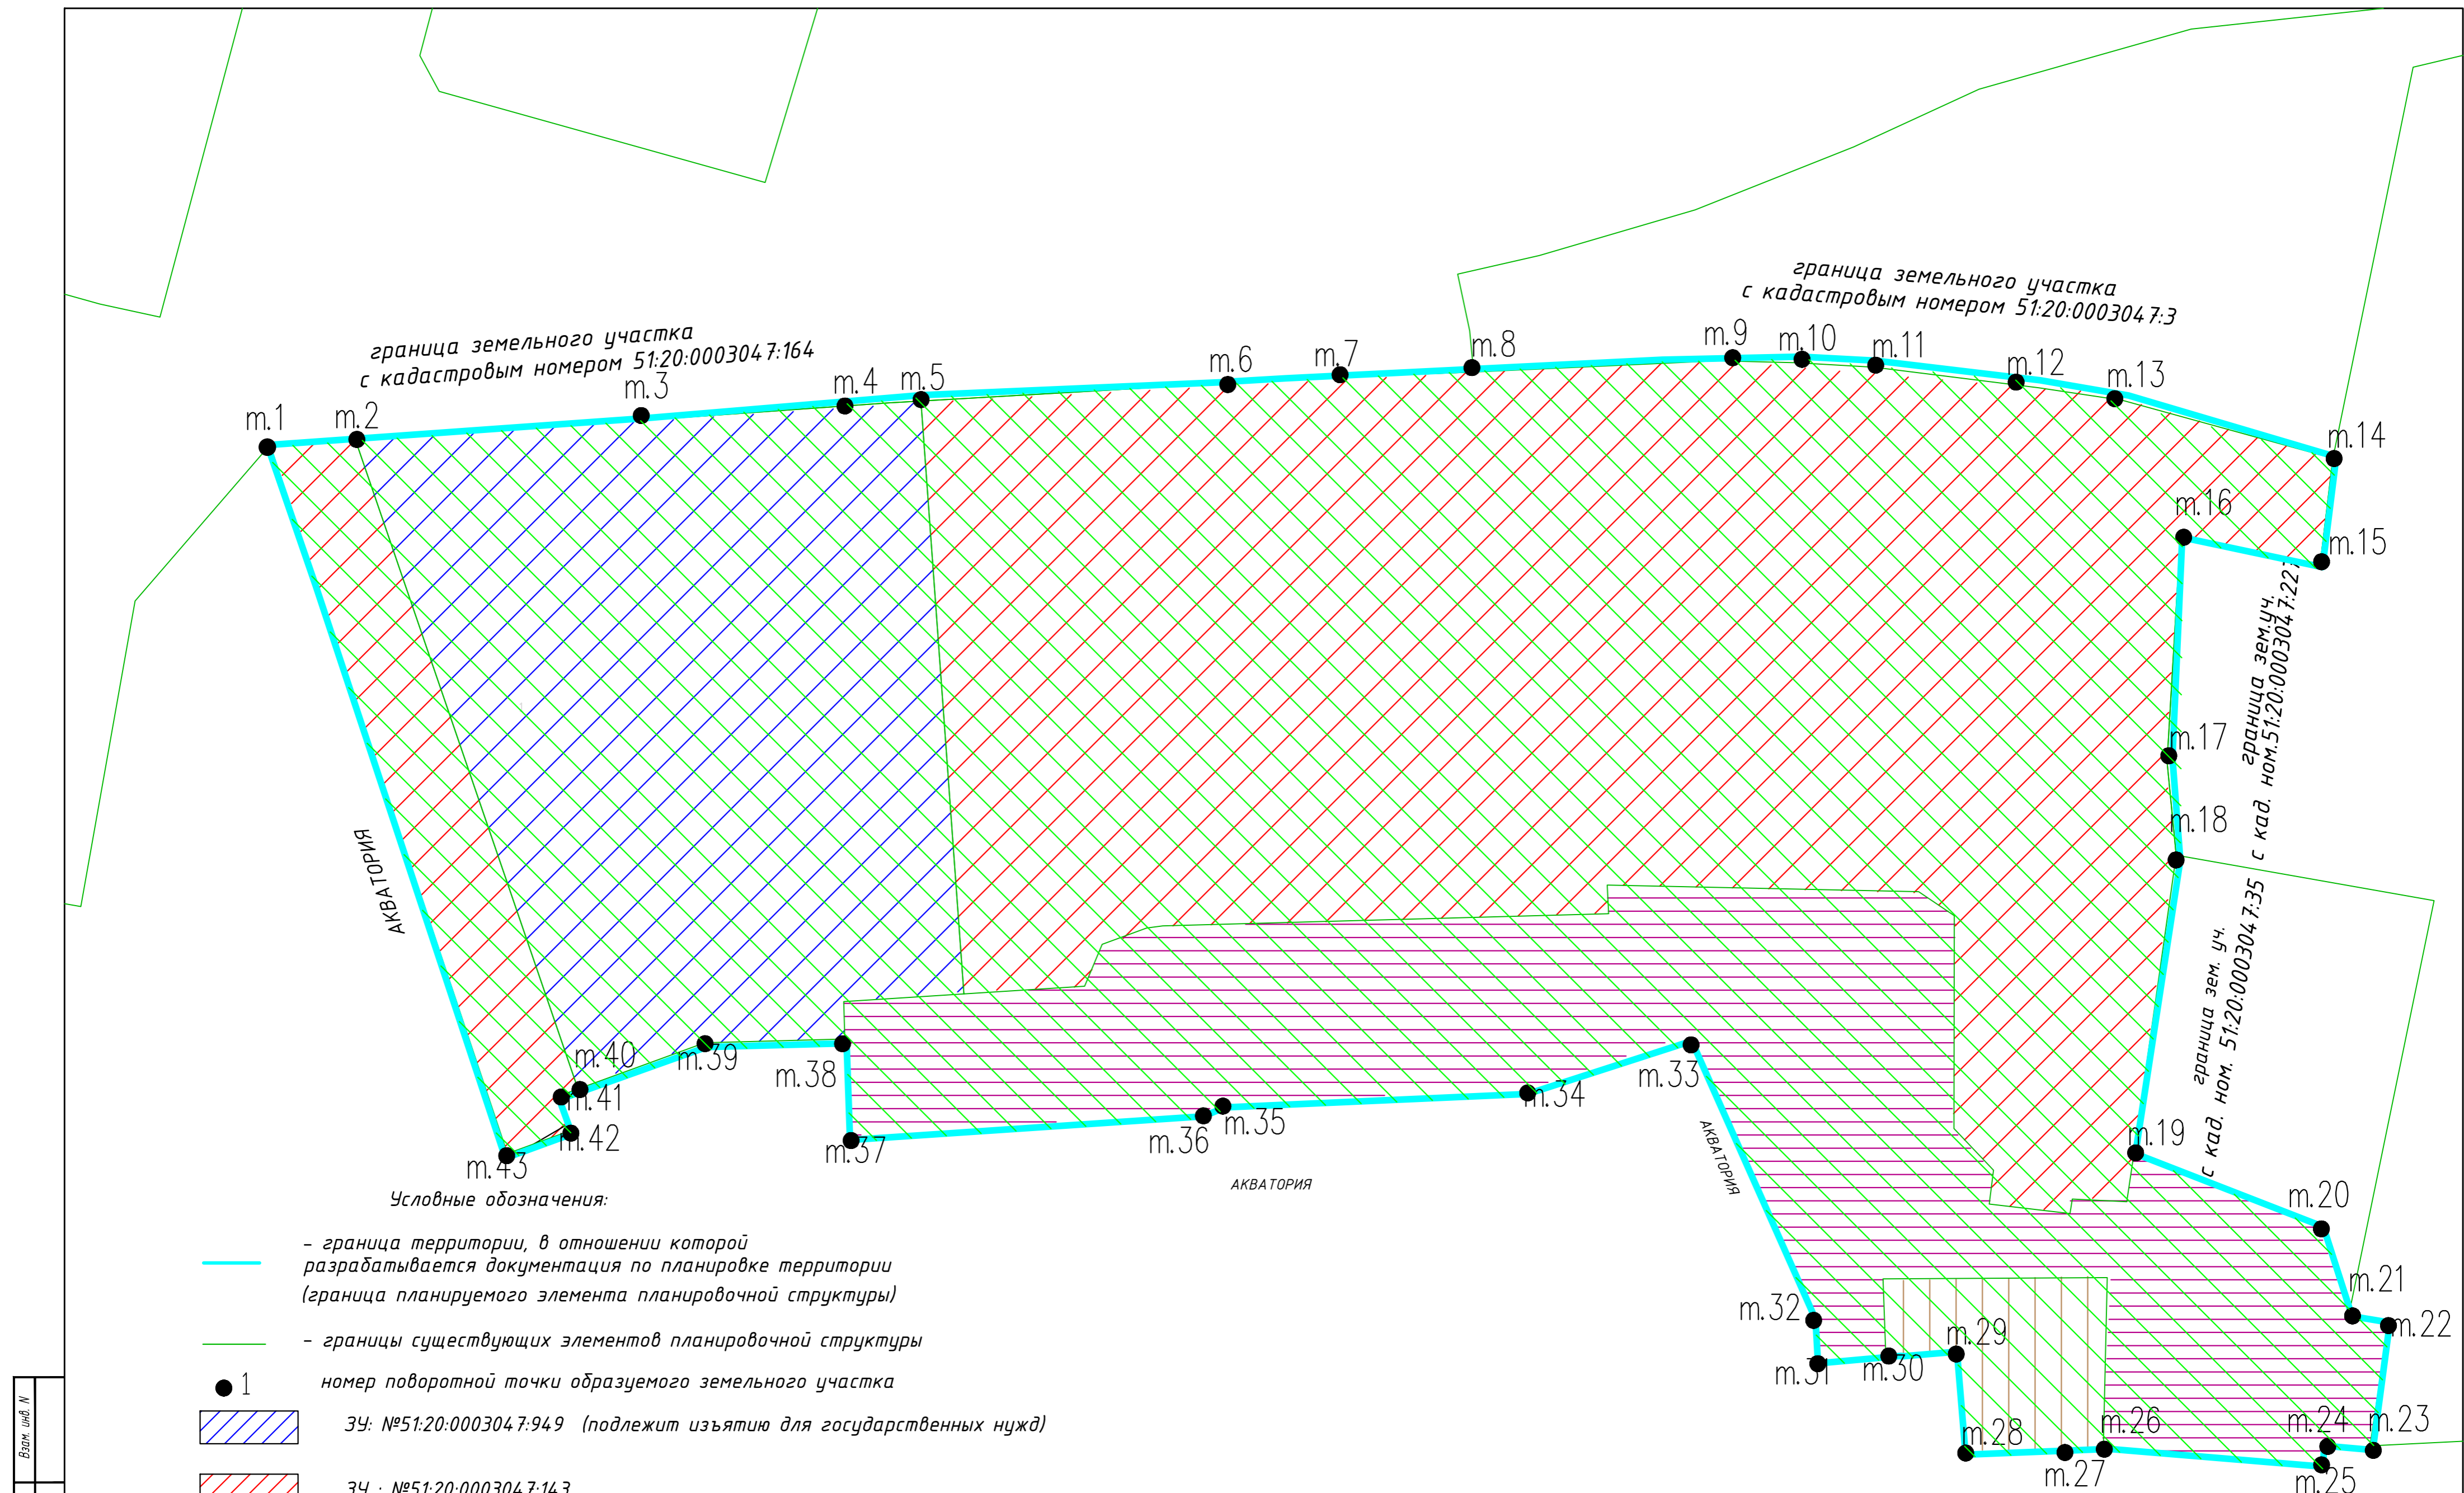 граница земельного участка
с кадастровым номером 51:20:0003047:3
граница земельного участка
с кадастровым номером 51:20:0003047:164
т.1
т.2
т.3
т.4
т.5
т.6
т.7
т.8
т.9
т.10
т.11
т.12
т.13
т.14
т.15
т.16
граница зем.уч.
с кад. ном.51:20:0003047:227
т.17
т.18
граница зем. уч.
с кад. ном. 51:20:0003047:35
т.19
т.20
т.21
т.22
т.23
т.24
т.25
т.26
т.27
т.28
т.29
т.30
т.31
т.32
т.33
т.34
т.35
т.36
т.37
т.38
т.39
т.40
т.41
т.42
т.43
АКВАТОРИЯ
АКВАТОРИЯ
АКВАТОРИЯ
Условные обозначения:
- граница территории, в отношении которой
разрабатывается документация по планировке территории
(граница планируемого элемента планировочной структуры)
- границы существующих элементов планировочной структуры
1 номер поворотной точки образуемого земельного участка
ЗУ: №51:20:0003047:949 (подлежит изъятию для государственных нужд)
ЗУ : №51:20:0003047:143
Взам. инв. N